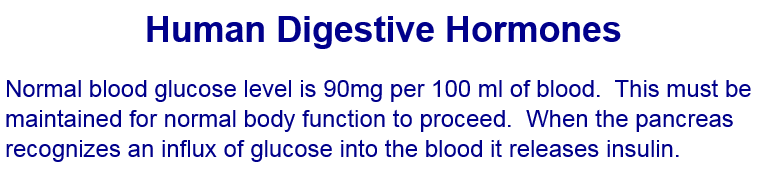 Human Digestive Hormones
Normal blood glucose level is 90mg per 100 ml of blood.  This must be
maintained for normal body function to proceed.  When the pancreas
recognizes an influx of glucose into the blood it releases insulin.